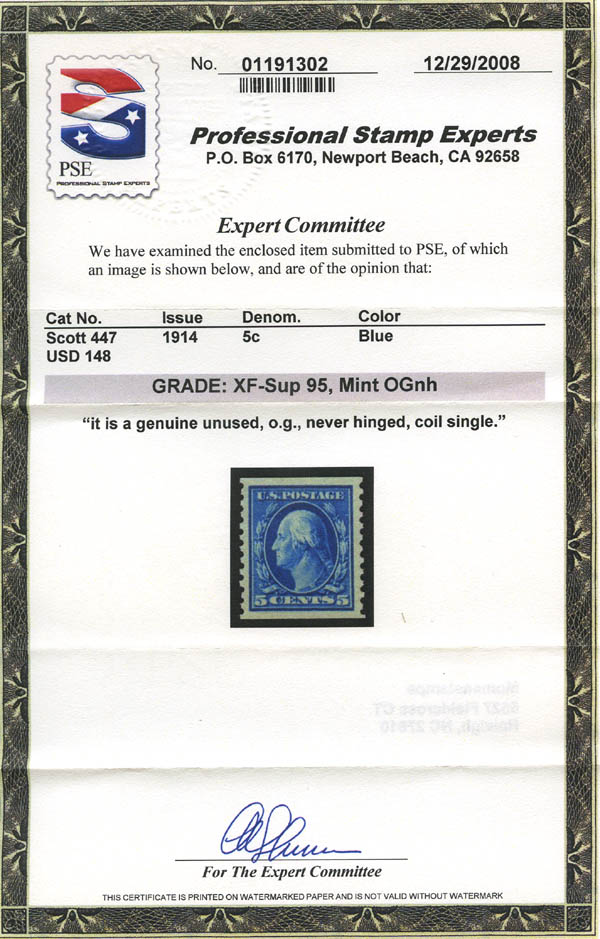 No. 01191302
12/29/2008
PSE
PROFESSIONAL STAMP EXPERTS
Professional Stamp Experts
P.O. Box 6170, Newport Beach, CA 92658
Expert Committee
We have examined the enclosed item submitted to PSE, of which
an image is shown below, and are of the opinion that:
Cat No. Issue Denom. Color
Scott 447 1914 5c Blue
USD 148
GRADE: XF-Sup 95, Mint OGnh
“it is a genuine unused, o.g., never hinged, coil single.”
U.S. POSTAGE
5 CENTS 5
For The Expert Committee
THIS CERTIFICATE IS PRINTED ON WATERMARKED PAPER AND IS NOT VALID WITHOUT WATERMARK